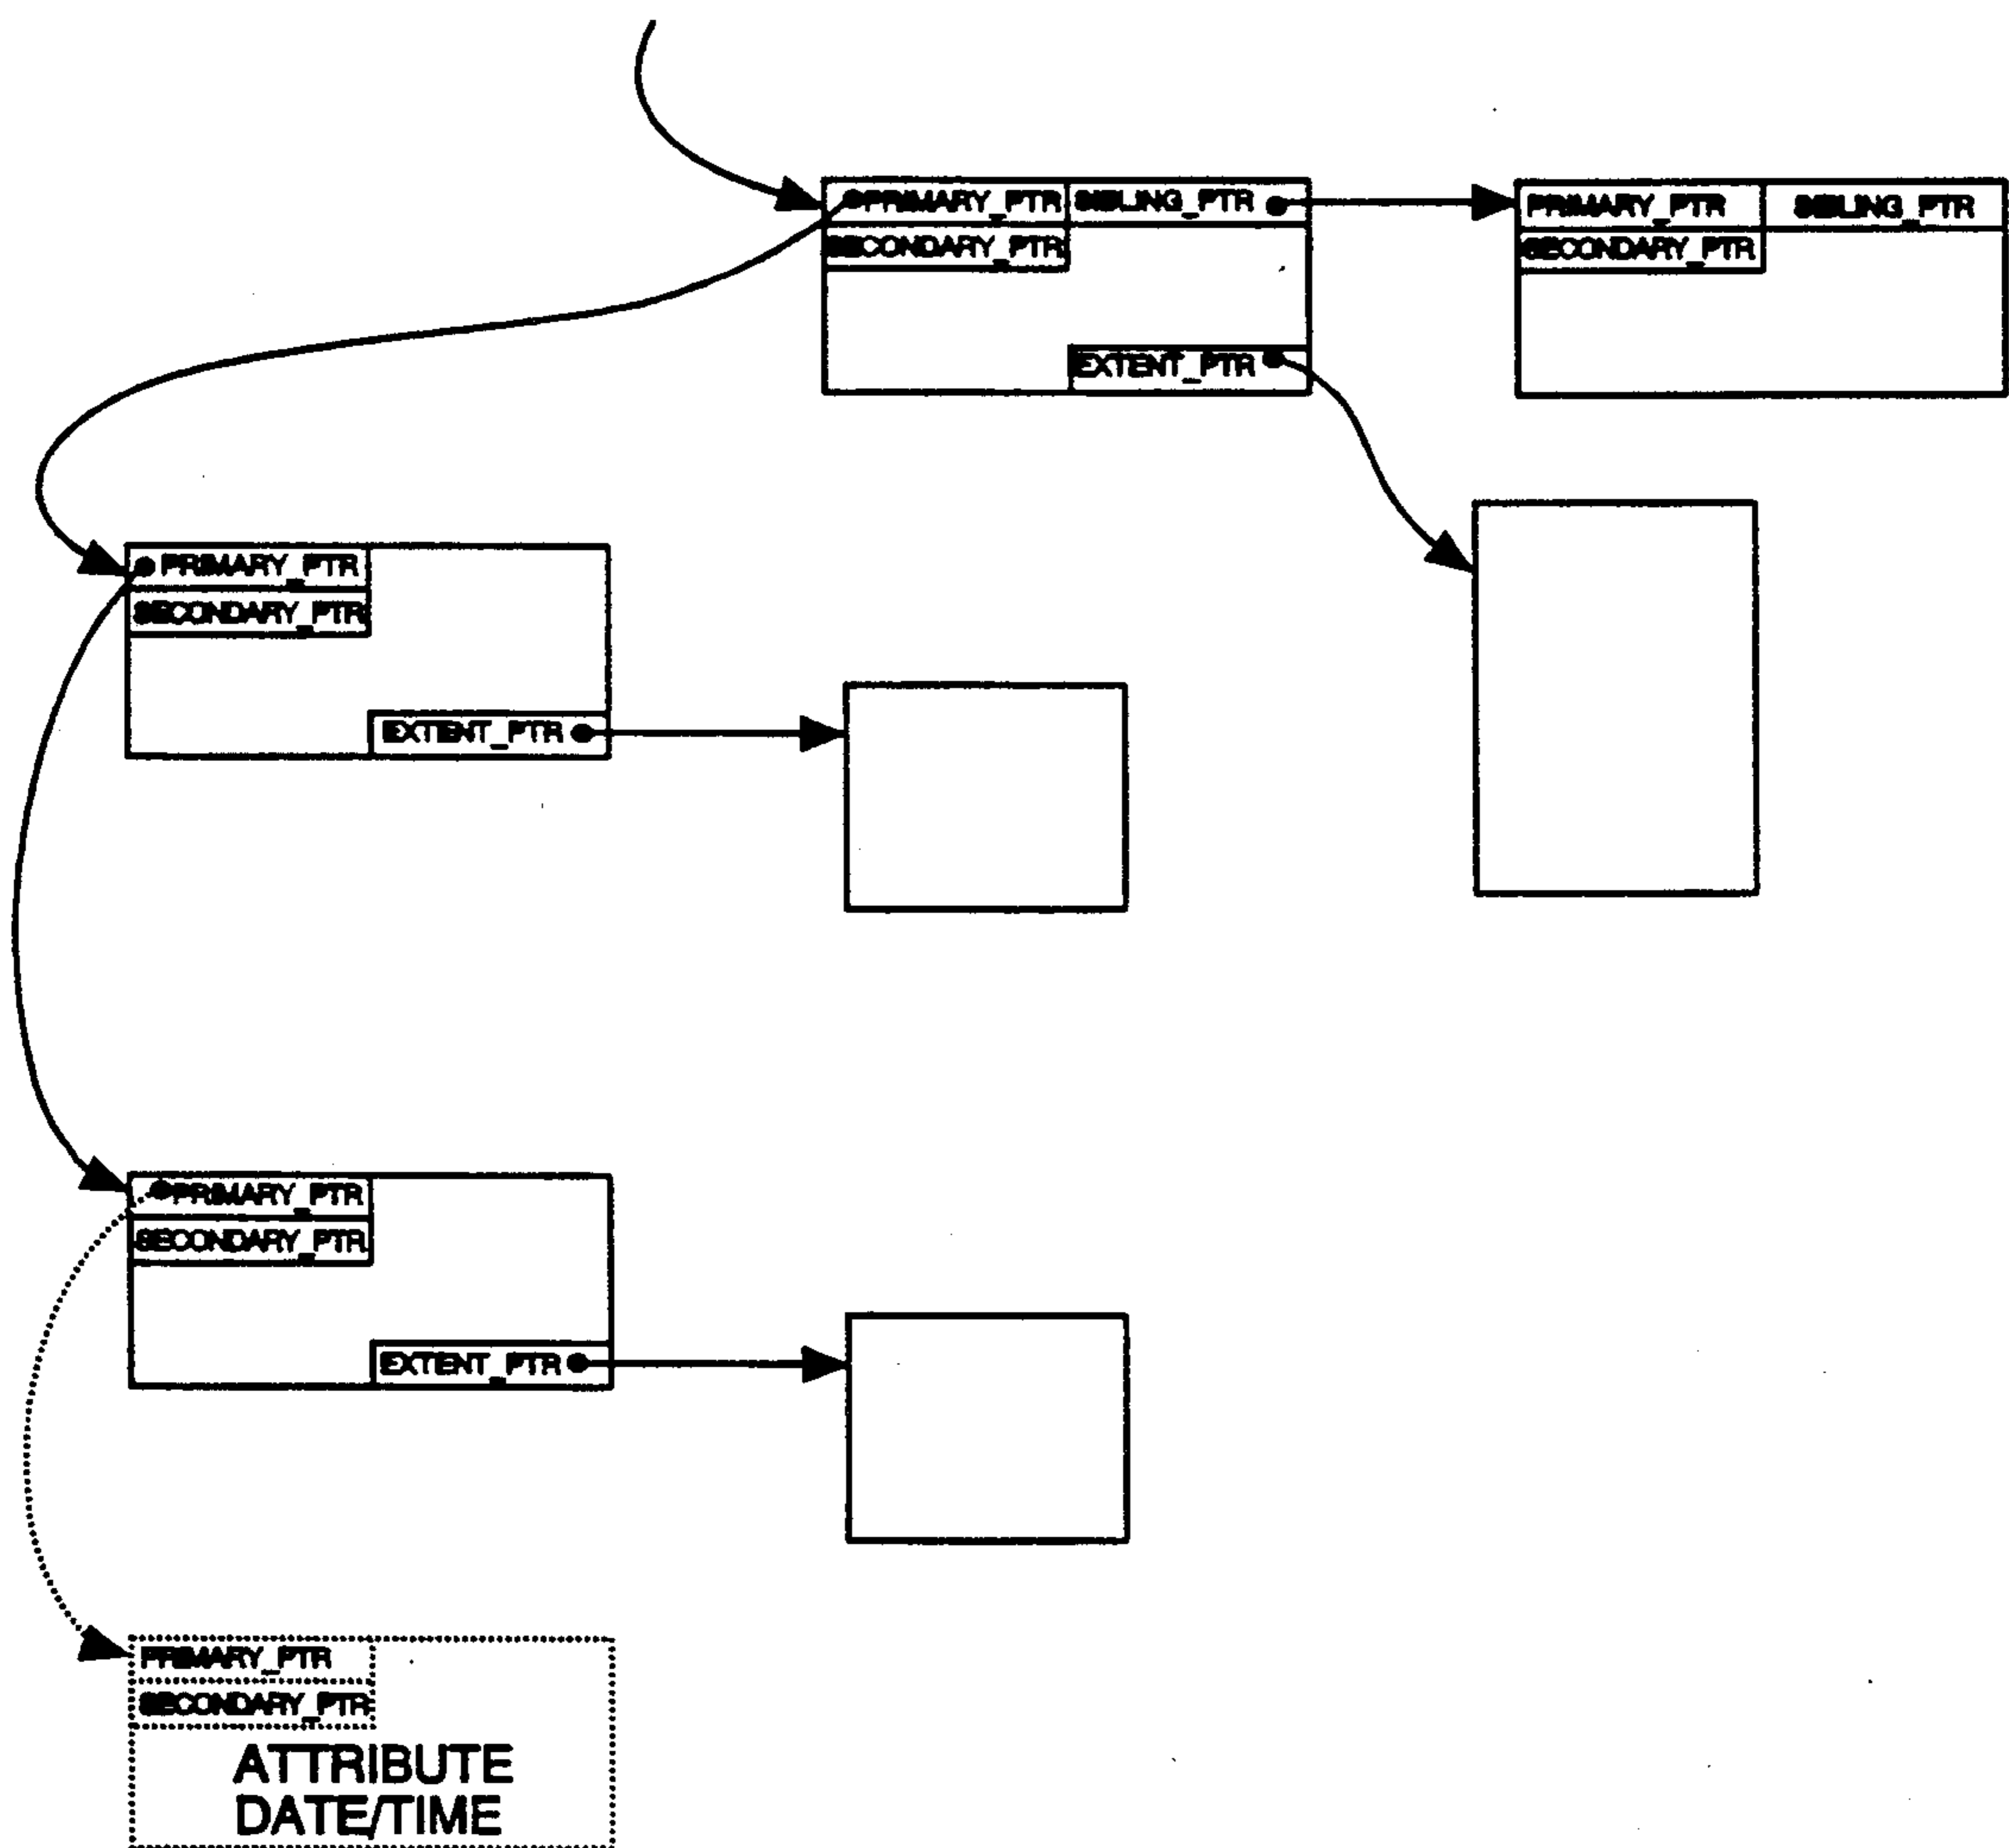 PRIMARY_PTR SIBLING_PTR
SECONDARY_PTR
EXTENT_PTR
PRIMARY_PTR SIBLING_PTR
SECONDARY_PTR
PRIMARY_PTR
SECONDARY_PTR
EXTENT_PTR
PRIMARY_PTR
SECONDARY_PTR
EXTENT_PTR
PRIMARY_PTR
SECONDARY_PTR
ATTRIBUTE
DATE/TIME